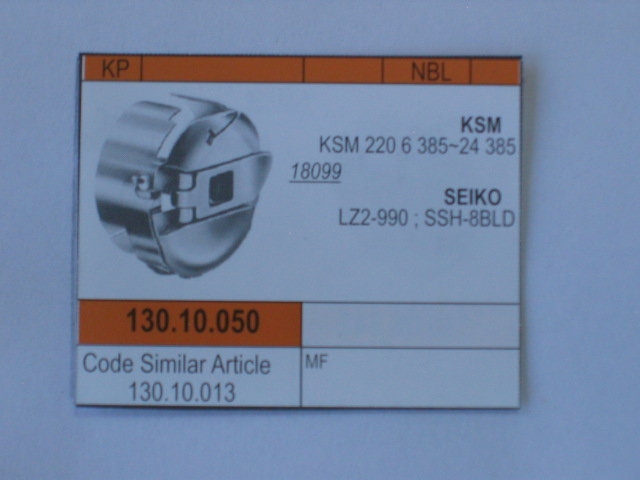 KP NBL
KSM
KSM 220 6 385~24 385
18099
SEIKO
LZ2-990 ; SSH-8BLD
130.10.050
Code Similar Article
130.10.013
MF